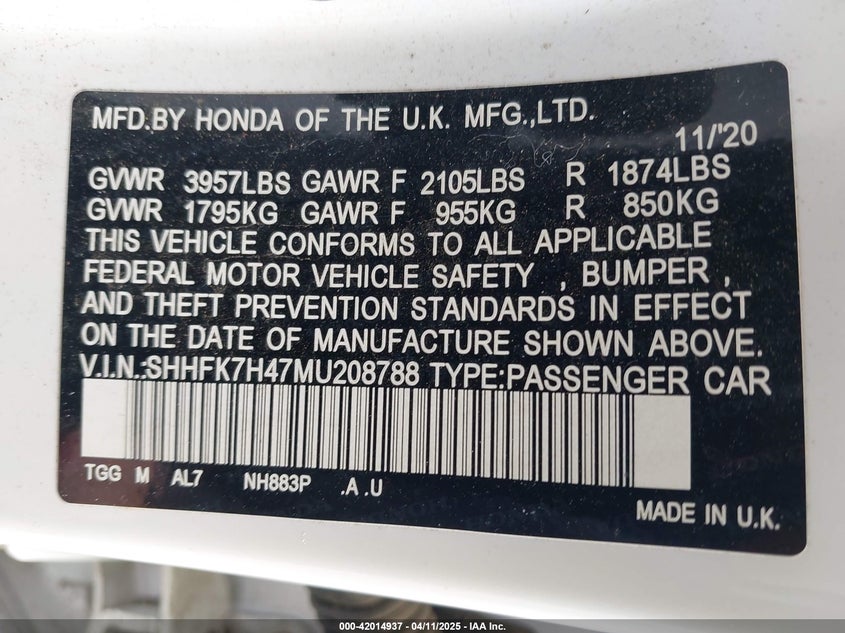 MFD.BY HONDA OF THE U.K. MFG.,LTD.
11/'20
GVWR 3957LBS GAWR F 2105LBS R 1874LBS
GVWR 1795KG GAWR F 955KG R 850KG
THIS VEHICLE CONFORMS TO ALL APPLICABLE
FEDERAL MOTOR VEHICLE SAFETY , BUMPER ,
AND THEFT PREVENTION STANDARDS IN EFFECT
ON THE DATE OF MANUFACTURE SHOWN ABOVE.
V.I.N.:SHHFK7H47MU208788 TYPE:PASSENGER CAR
TGG M AL7 NH883P .A .U
MADE IN U.K.
000-42014937 - 04/11/2025 - IAA Inc.